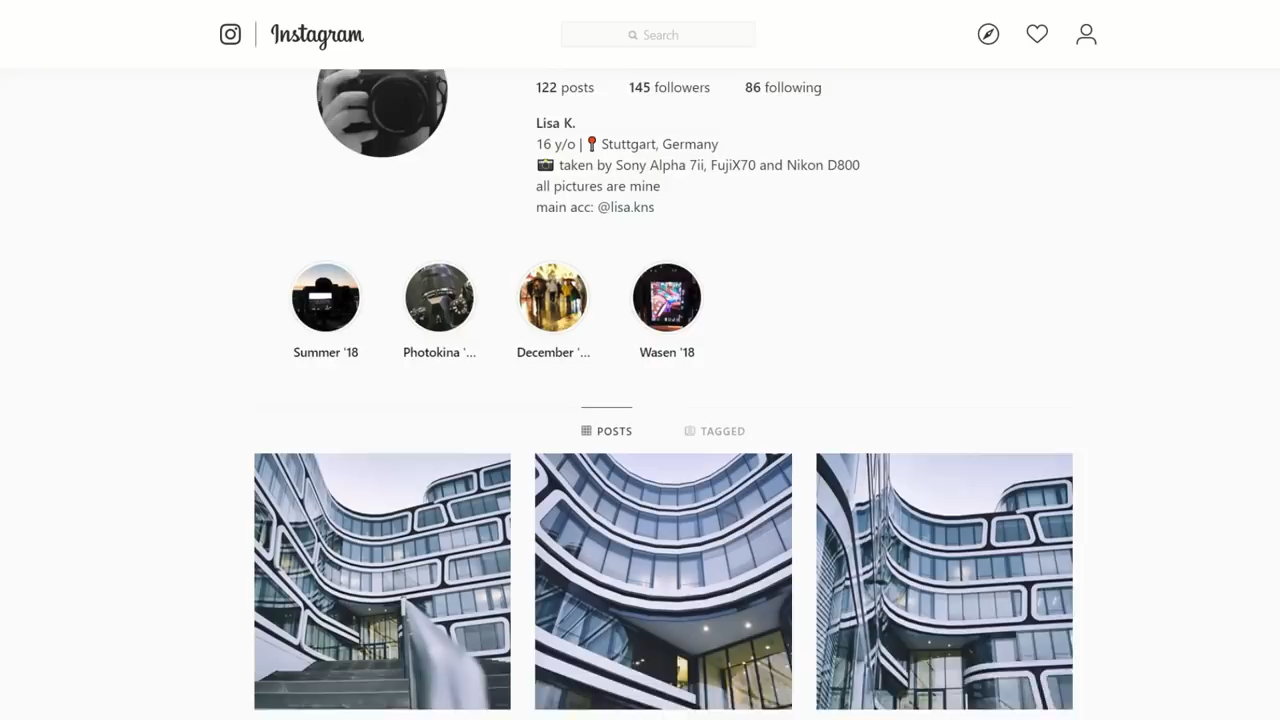 Instagram
Search
122 posts 145 followers 86 following
Lisa K.
16 y/o | 📍 Stuttgart, Germany
📸 taken by Sony Alpha 7ii, FujiX70 and Nikon D800
all pictures are mine
main acc: @lisa.kns
Summer '18 Photokina '... December '... Wasen '18
POSTS TAGGED